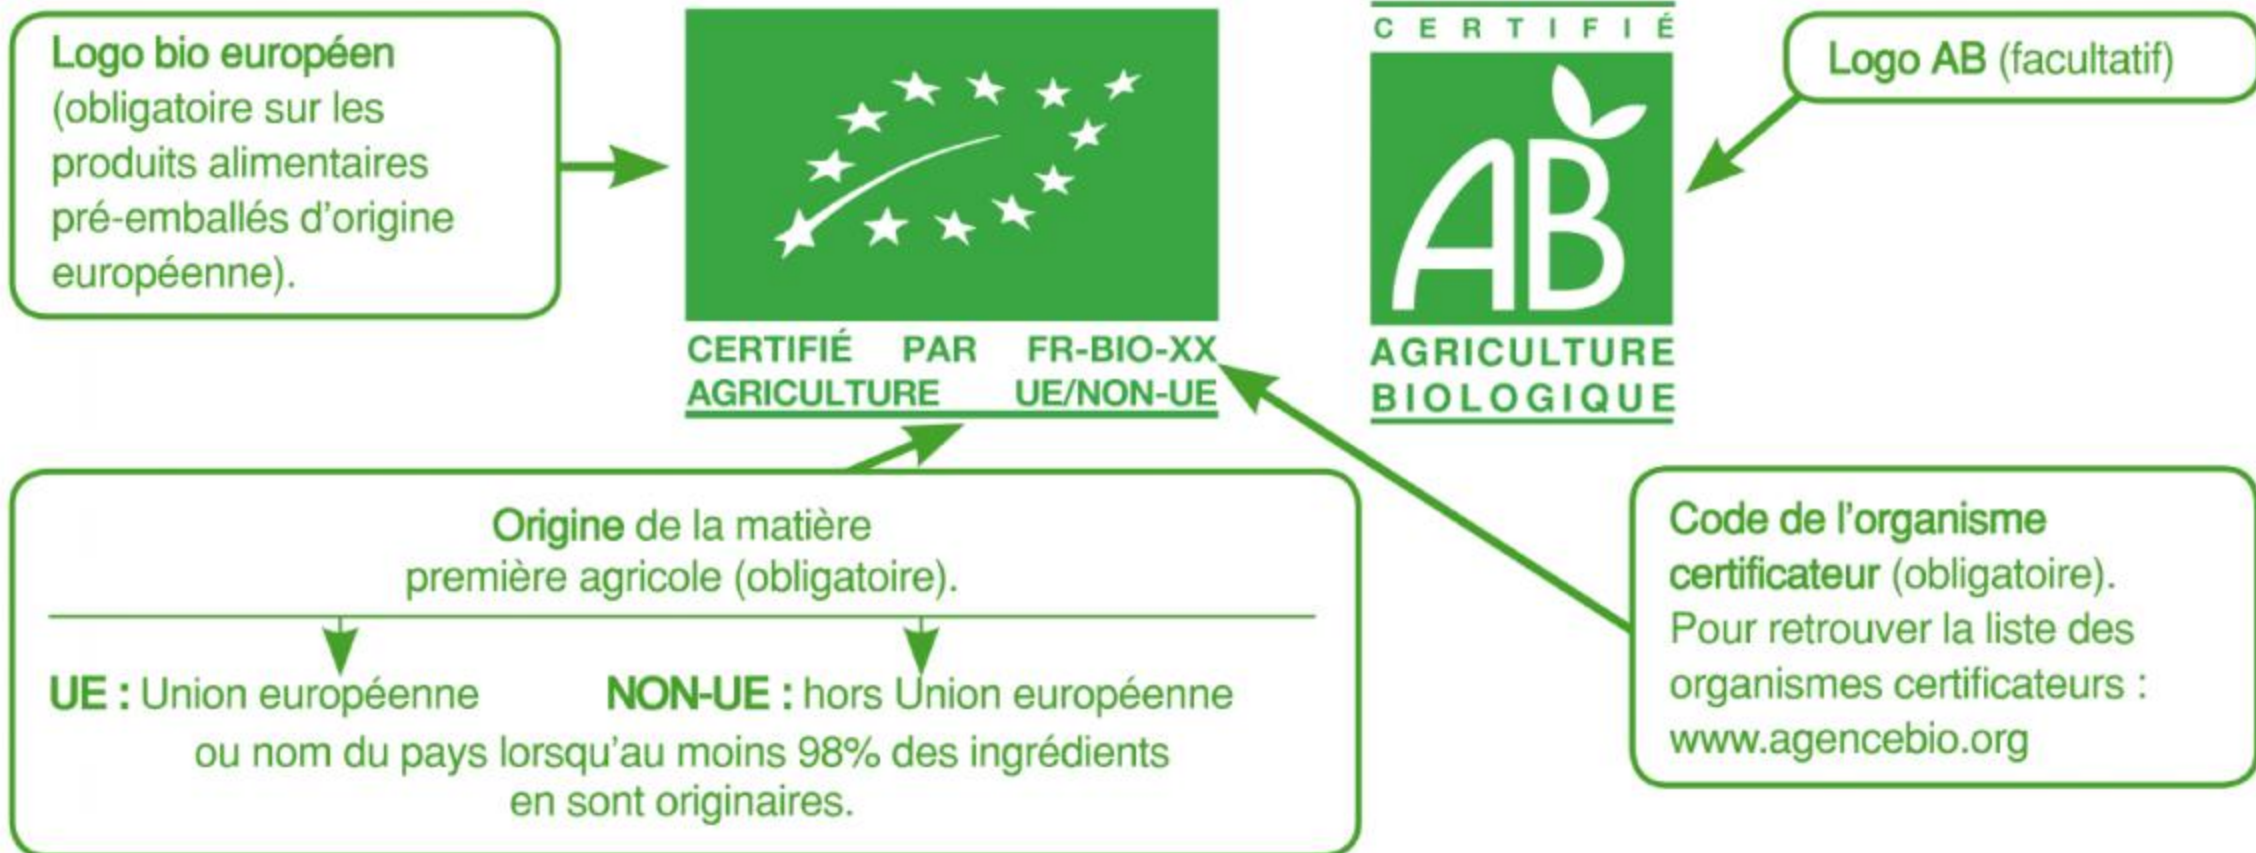 Logo bio européen
(obligatoire sur les
produits alimentaires
pré-emballés d'origine
européenne).
CERTIFIÉ PAR FR-BIO-XX
AGRICULTURE UE/NON-UE
CERTIFIÉ
AB
AGRICULTURE
BIOLOGIQUE
Logo AB (facultatif)
Origine de la matière
première agricole (obligatoire).
UE : Union européenne
NON-UE : hors Union européenne
ou nom du pays lorsqu'au moins 98% des ingrédients
en sont originaires.
Code de l'organisme
certificateur (obligatoire).
Pour retrouver la liste des
organismes certificateurs :
www.agencebio.org